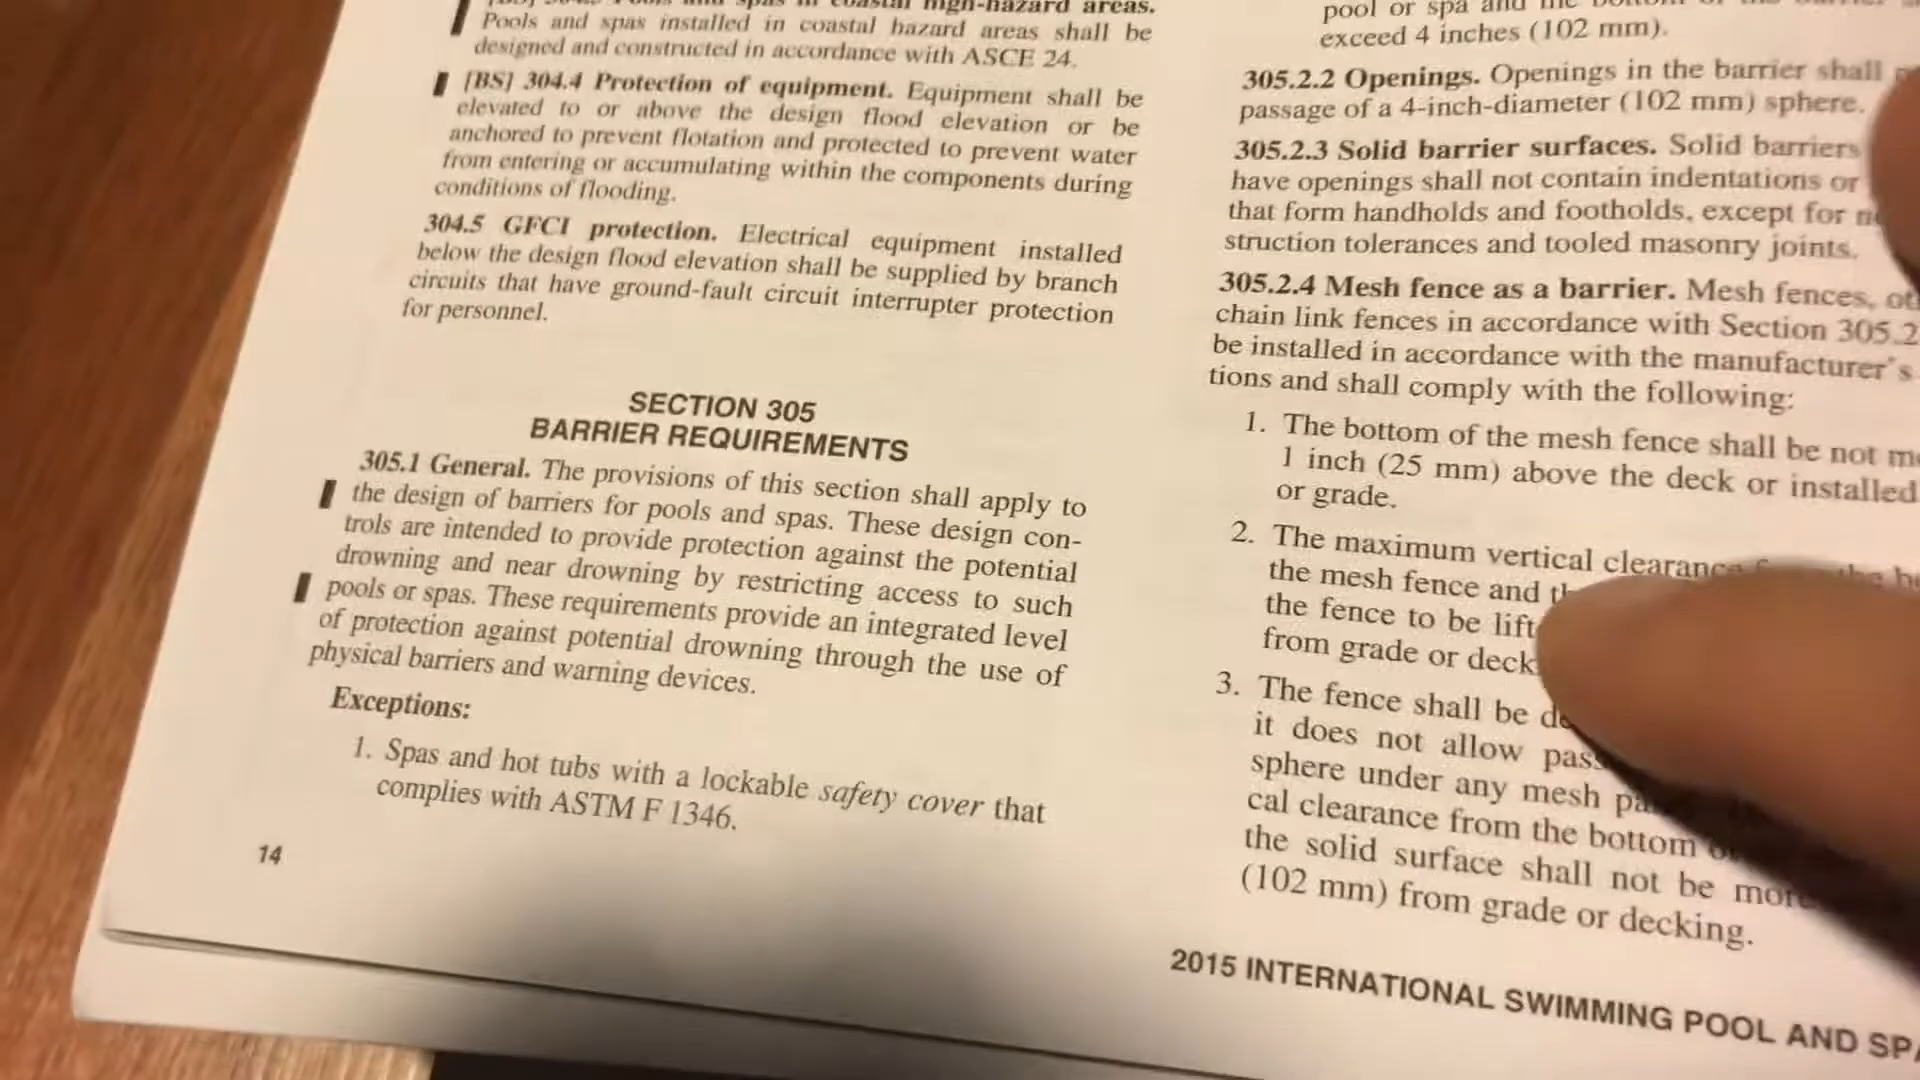 areas.
Pools and spas installed in coastal hazard areas shall be
designed and constructed in accordance with ASCE 24.
[BS] 304.4 Protection of equipment. Equipment shall be
elevated to or above the design flood elevation or be
anchored to prevent flotation and protected to prevent water
from entering or accumulating within the components during
conditions of flooding.
304.5 GFCI protection. Electrical equipment installed
below the design flood elevation shall be supplied by branch
circuits that have ground-fault circuit interrupter protection
for personnel.
SECTION 305
BARRIER REQUIREMENTS
305.1 General. The provisions of this section shall apply to
the design of barriers for pools and spas. These design con-
trols are intended to provide protection against the potential
drowning and near drowning by restricting access to such
pools or spas. These requirements provide an integrated level
of protection against potential drowning through the use of
physical barriers and warning devices.
Exceptions:
1. Spas and hot tubs with a lockable safety cover that
complies with ASTM F 1346.
14
pool or spa and the
exceed 4 inches (102 mm).
305.2.2 Openings. Openings in the barrier shall
passage of a 4-inch-diameter (102 mm) sphere.
305.2.3 Solid barrier surfaces. Solid barriers
have openings shall not contain indentations or
that form handholds and footholds, except for
struction tolerances and tooled masonry joints.
305.2.4 Mesh fence as a barrier. Mesh fences,
chain link fences in accordance with Section 305.2
be installed in accordance with the manufacturer's
tions and shall comply with the following:
1. The bottom of the mesh fence shall be not
1 inch (25 mm) above the deck or installed
or grade.
2. The maximum vertical clearance
the mesh fence and
the fence to be
from grade or deck
3. The fence shall be
it does not allow
sphere under any mesh
cal clearance from the bottom
the solid surface shall not be more
(102 mm) from grade or decking.
2015 INTERNATIONAL SWIMMING POOL AND